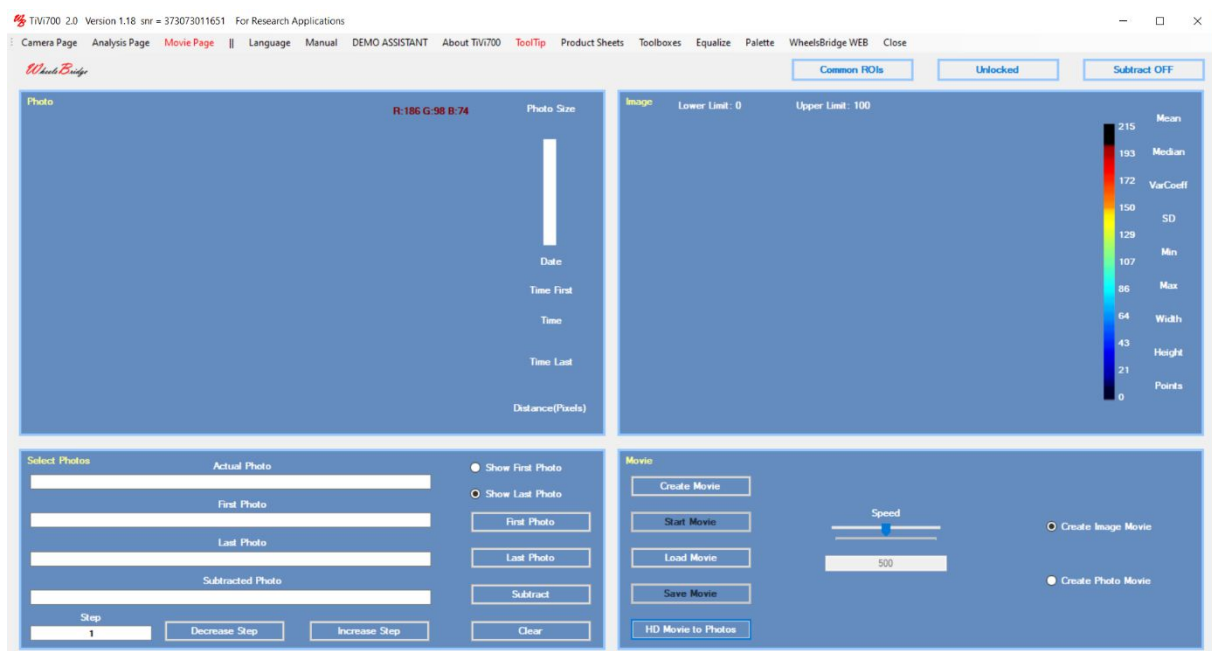 TiVi700 2.0 Version 1.18 snr = 373073011651 For Research Applications
Camera Page Analysis Page Movie Page || Language Manual DEMO ASSISTANT About TiVi700 ToolTip Product Sheets Toolboxes Equalize Palette WheelsBridge WEB Close
WheelsBridge
Common ROIs Unlocked Subtract OFF
Photo
R:186 G:98 B:74
Photo Size
Date
Time First
Time
Time Last
Distance(Pixels)
Image Lower Limit: 0 Upper Limit: 100
215
193
172
150
129
107
86
64
43
21
0
Mean
Median
VarCoeff
SD
Min
Max
Width
Height
Points
Select Photos
Actual Photo
First Photo
Last Photo
Subtracted Photo
Step
1
Decrease Step
Increase Step
Show First Photo
Show Last Photo
First Photo
Last Photo
Subtract
Clear
Movie
Create Movie
Start Movie
Load Movie
Save Movie
HD Movie to Photos
Speed
500
Create Image Movie
Create Photo Movie